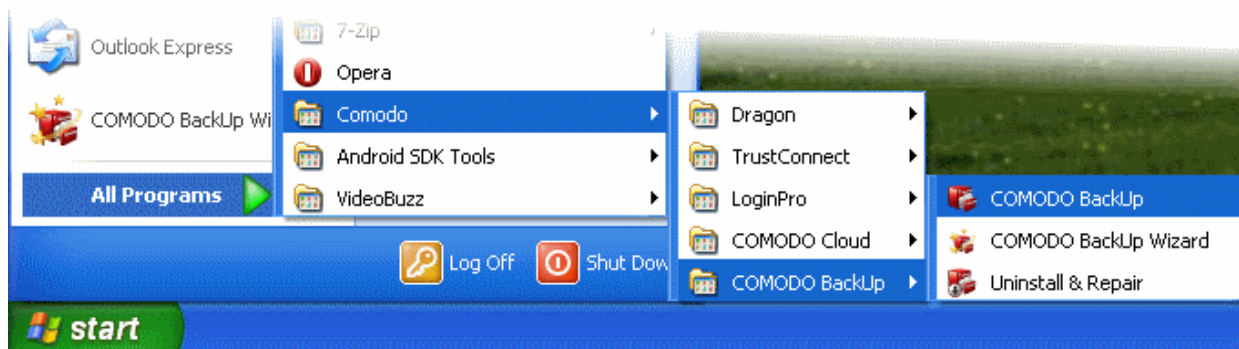 Outlook Express
COMODO BackUp Wi
All Programs
7-Zip
Opera
Comodo
Android SDK Tools
VideoBuzz
Dragon
TrustConnect
LoginPro
COMODO Cloud
COMODO BackUp
COMODO BackUp
COMODO BackUp Wizard
Uninstall & Repair
Log Off
Shut Dow
start